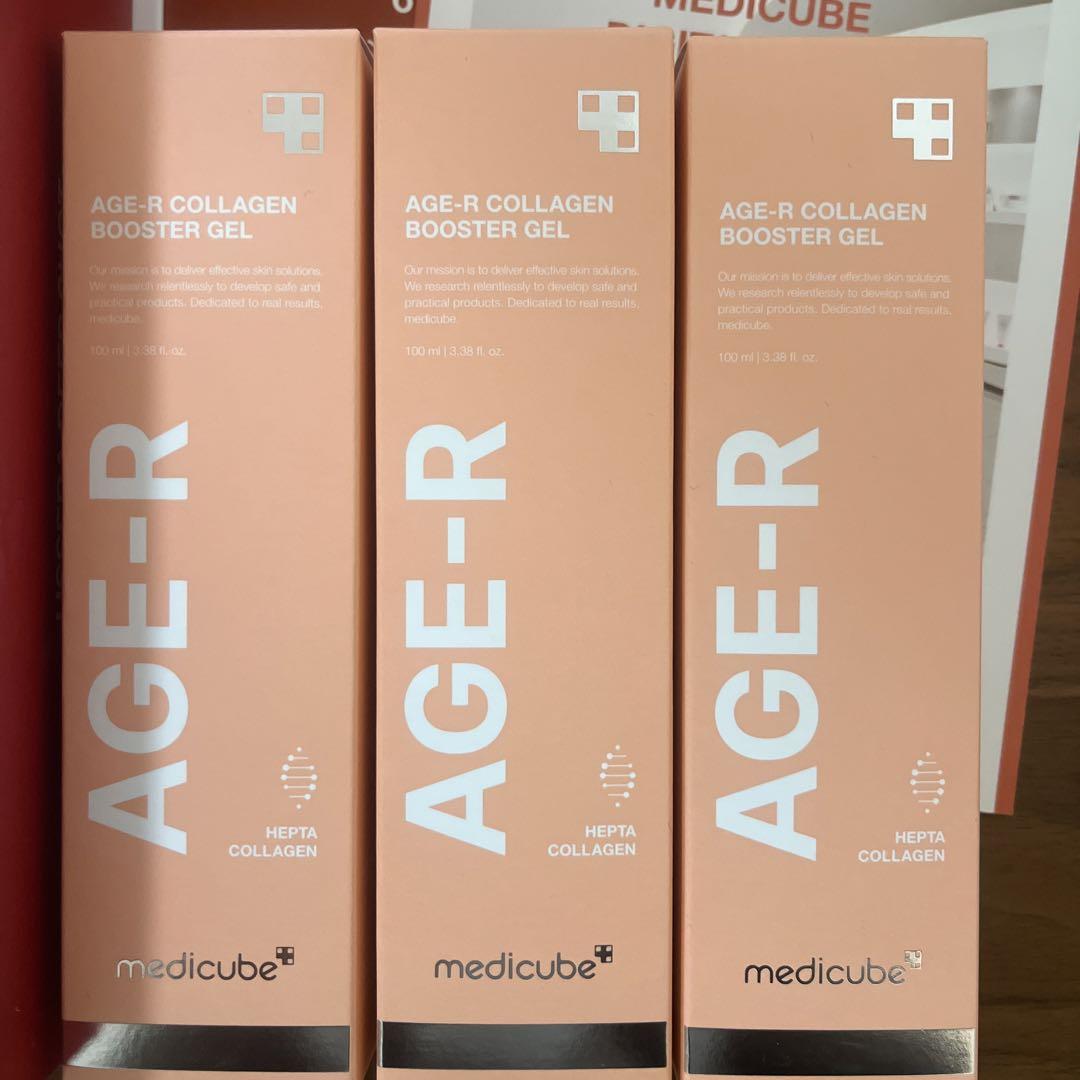 6
MEDICUBE
AGE-R COLLAGEN
BOOSTER GEL
Our mission is to deliver effective skin solutions.
We research relentlessly to develop safe and
practical products. Dedicated to real results,
medicube.
100 ml | 3.38 fl. oz.
AGE-R
HEPTA
COLLAGEN
medicube
AGE-R COLLAGEN
BOOSTER GEL
Our mission is to deliver effective skin solutions.
We research relentlessly to develop safe and
practical products. Dedicated to real results,
medicube.
100 ml | 3.38 fl. oz.
AGE-R
HEPTA
COLLAGEN
medicube
AGE-R COLLAGEN
BOOSTER GEL
Our mission is to deliver effective skin solutions.
We research relentlessly to develop safe and
practical products. Dedicated to real results,
medicube.
100 ml | 3.38 fl. oz.
AGE-R
HEPTA
COLLAGEN
medicube